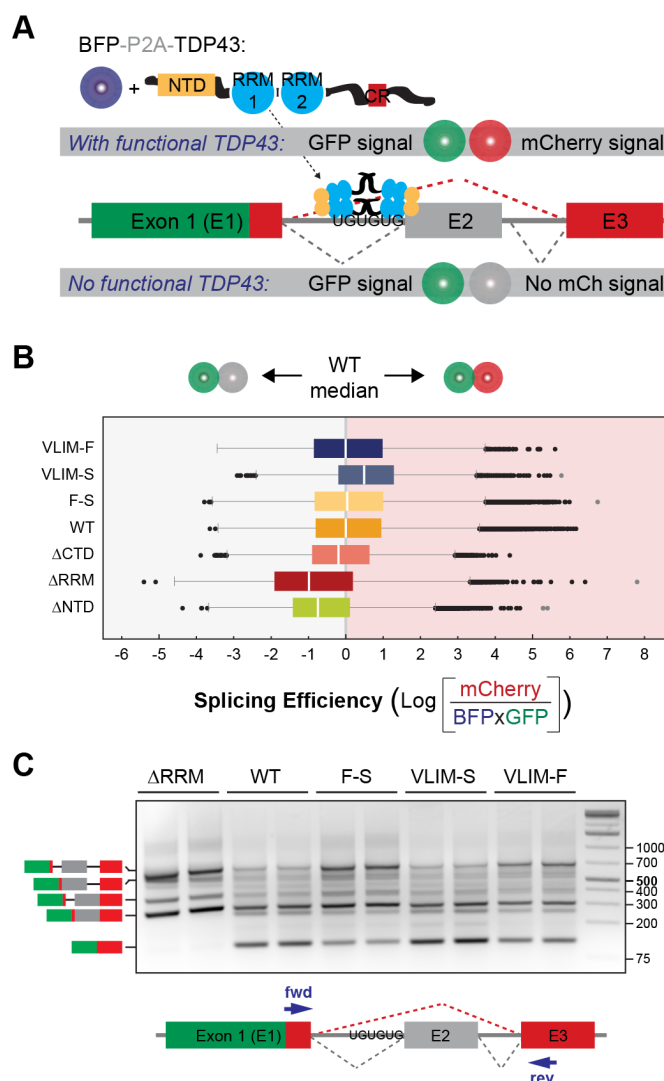 A
BFP-P2A-TDP43:
+ NTD RRM 1 RRM 2 CR
With functional TDP43: GFP signal mCherry signal
Exon 1 (E1) UGUGUG E2 E3
No functional TDP43: GFP signal No mCh signal
B
WT
median
VLIM-F
VLIM-S
F-S
WT
ΔCTD
ΔRRM
ΔNTD
-6 -5 -4 -3 -2 -1 0 1 2 3 4 5 6 7 8
Splicing Efficiency (Log [mCherry
BFPxGFP])
C
ΔRRM WT F-S VLIM-S VLIM-F
1000
700
500
400
300
200
75
fwd
Exon 1 (E1) UGUGUG E2 E3
rev